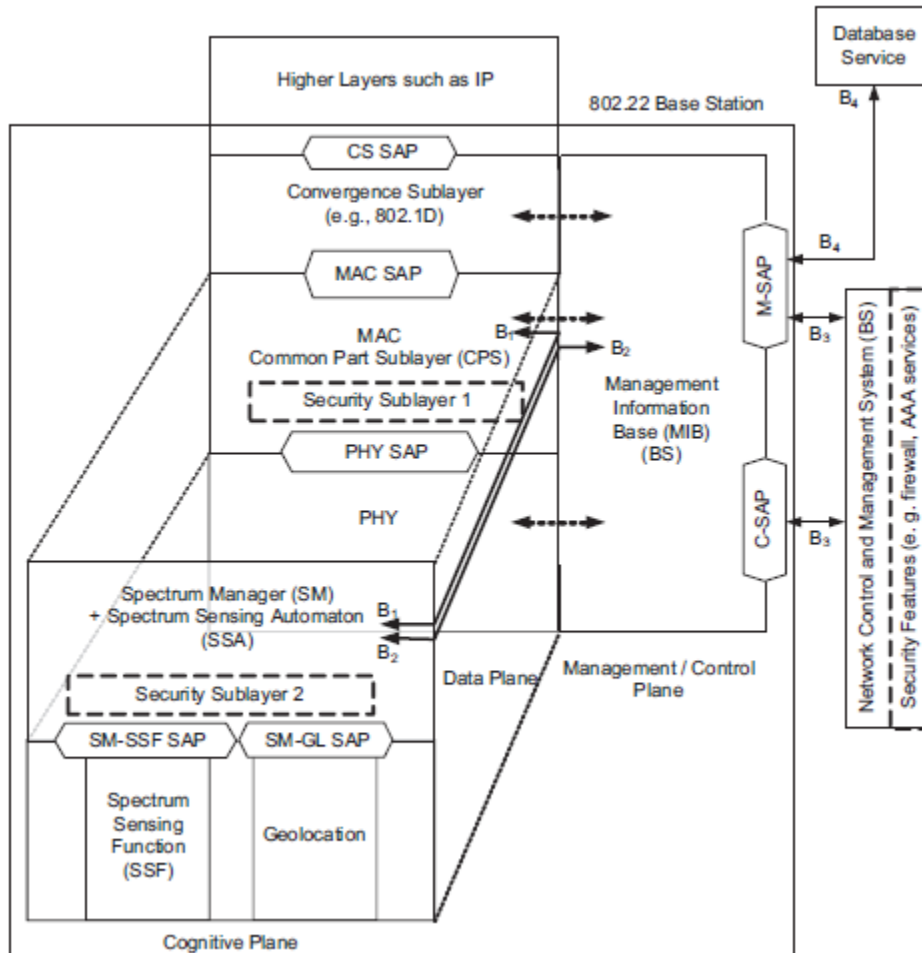 Database
Service
Higher Layers such as IP
B4
802.22 Base Station
CS SAP
Convergence Sublayer
(e.g., 802.1D)
B4
MAC SAP
M-SAP
B1
B2
B3
MAC
Common Part Sublayer (CPS)
Security Sublayer 1
Management
Information
Base (MIB)
(BS)
PHY SAP
PHY
C-SAP
B3
Network Control and Management System (BS)
Security Features (e. g. firewall, AAA services)
Spectrum Manager (SM)
+ Spectrum Sensing Automaton
(SSA)
B1
B2
Data Plane
Management / Control
Plane
Security Sublayer 2
SM-SSF SAP
SM-GL SAP
Spectrum
Sensing
Function
(SSF)
Geolocation
Cognitive Plane